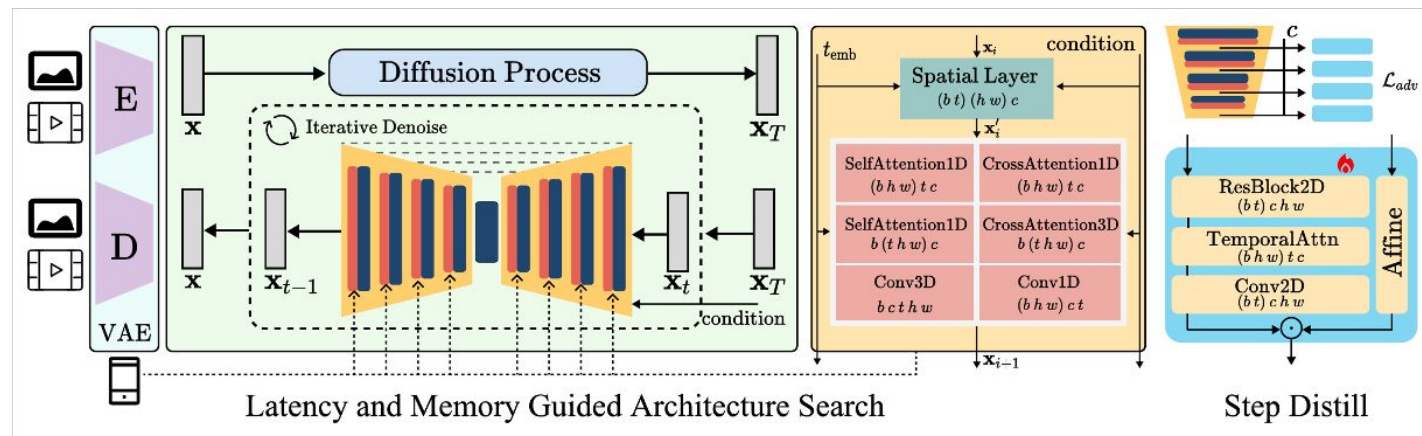 E
D
VAE
x
Diffusion Process
x_T
Iterative Denoise
x
x_{t−1}
x_t
x_T
condition
t_emb
x_i
condition
Spatial Layer
(b t) (h w) c
x'_i
SelfAttention1D
(b h w) t c
CrossAttention1D
(b h w) t c
SelfAttention1D
b (t h w) c
CrossAttention3D
b (t h w) c
Conv3D
b c t h w
Conv1D
(b h w) c t
x_{i−1}
Latency and Memory Guided Architecture Search
C
L_adv
ResBlock2D
(b t) c h w
TemporalAttn
(b h w) t c
Conv2D
(b t) c h w
Affine
Step Distill